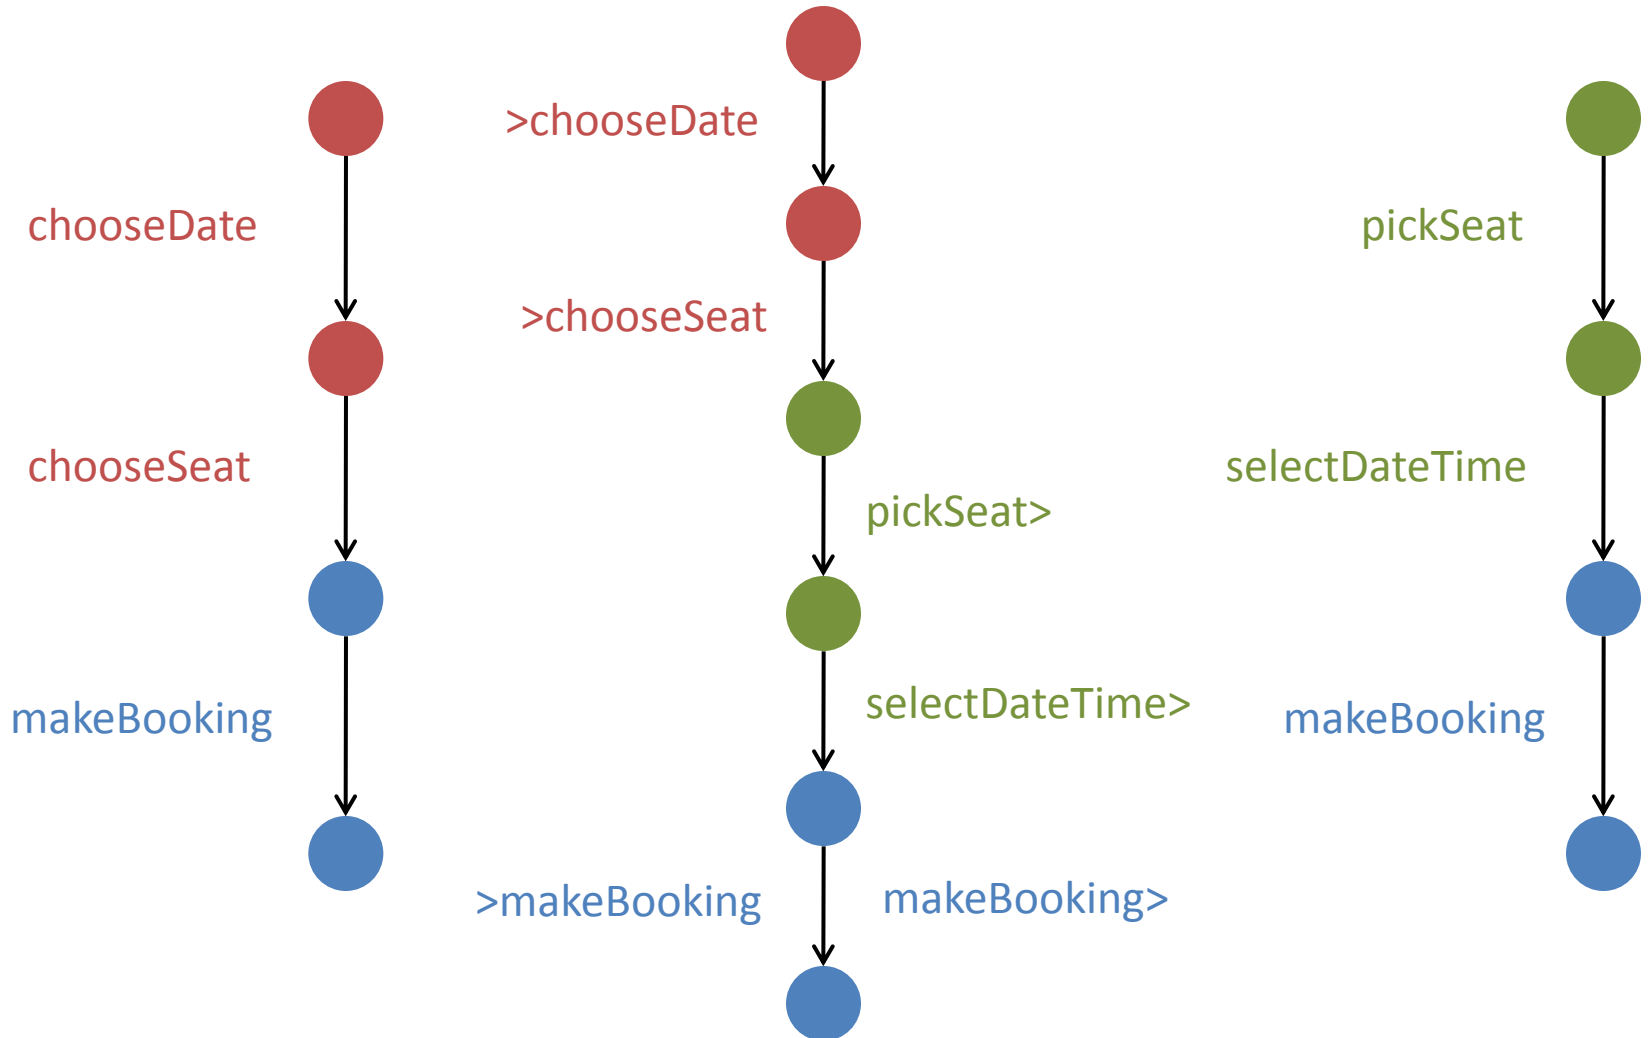 chooseDate
chooseSeat
makeBooking
>chooseDate
>chooseSeat
pickSeat>
selectDateTime>
>makeBooking
makeBooking>
pickSeat
selectDateTime
makeBooking